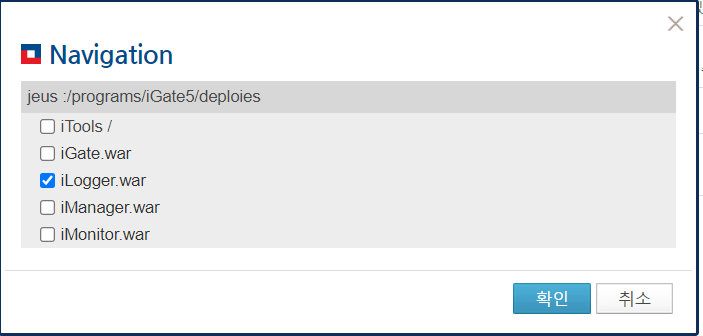 Navigation
jeus :/programs/iGate5/deploies
iTools /
iGate.war
iLogger.war
iManager.war
iMonitor.war
확인 취소